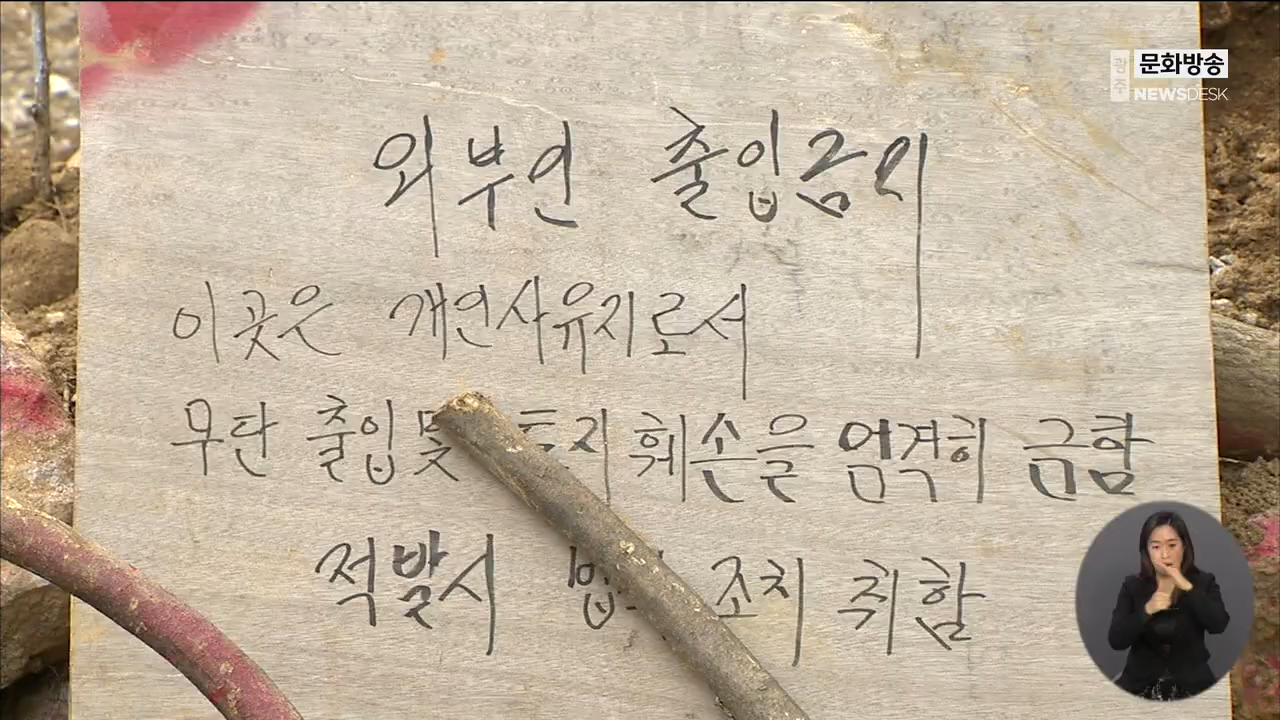 광주 문화방송
NEWSDESK
외부인 출입금지
이곳은 개인사유지로서
무단 출입 및 토지 훼손을 엄격히 금함
적발시 조치 취함